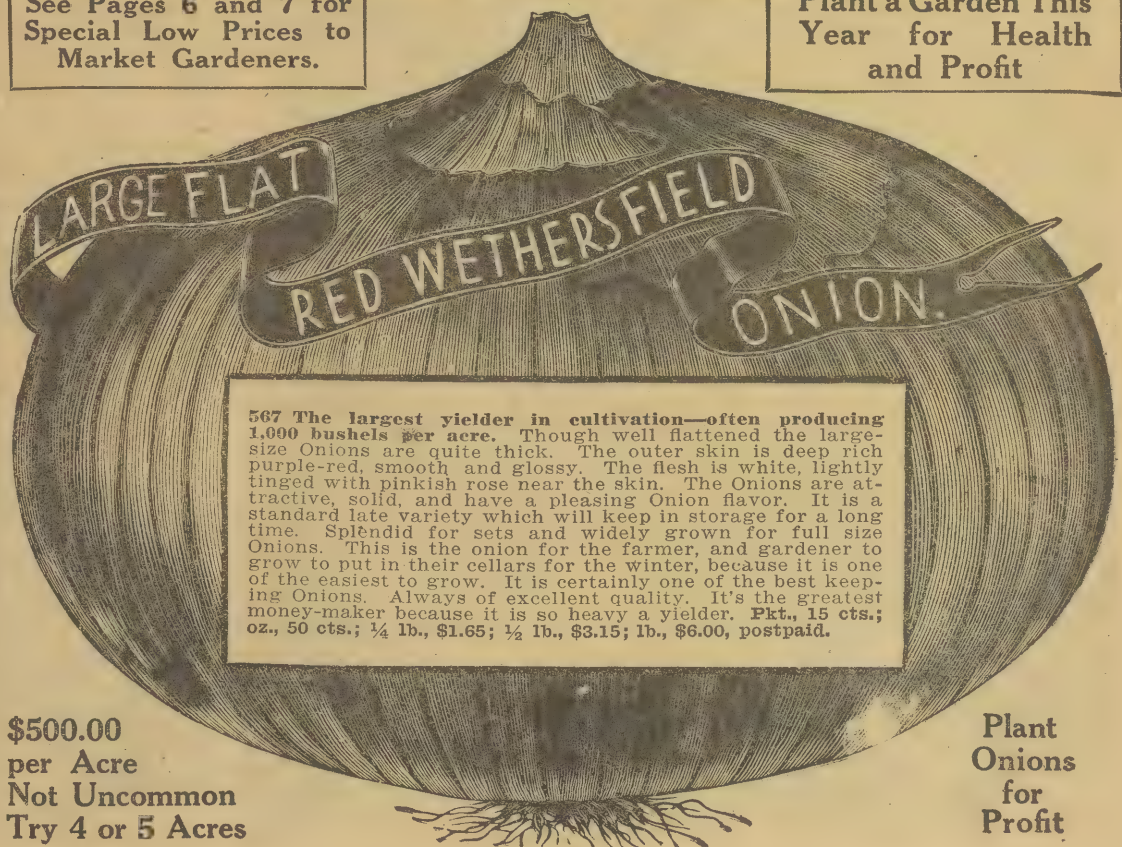 See Pages 6 and 7 for
Special Low Prices to
Market Gardeners.
Plant a Garden This
Year for Health
and Profit
LARGE FLAT
RED WETHERSFIELD
ONION.
567 The largest yielder in cultivation—often producing
1,000 bushels per acre. Though well flattened the large-
size Onions are quite thick. The outer skin is deep rich
purple-red, smooth and glossy. The flesh is white, lightly
tinged with pinkish rose near the skin. The Onions are at-
tractive, solid, and have a pleasing Onion flavor. It is a
standard late variety which will keep in storage for a long
time. Splendid for sets and widely grown for full size
Onions. This is the onion for the farmer, and gardener to
grow to put in their cellars for the winter, because it is one
of the easiest to grow. It is certainly one of the best keep-
ing Onions. Always of excellent quality. It's the greatest
money-maker because it is so heavy a yielder. Pkt., 15 cts.;
oz., 50 cts.; ¼ lb., $1.65; ½ lb., $3.15; lb., $6.00, postpaid.
$500.00
per Acre
Not Uncommon
Try 4 or 5 Acres
Plant
Onions
for
Profit